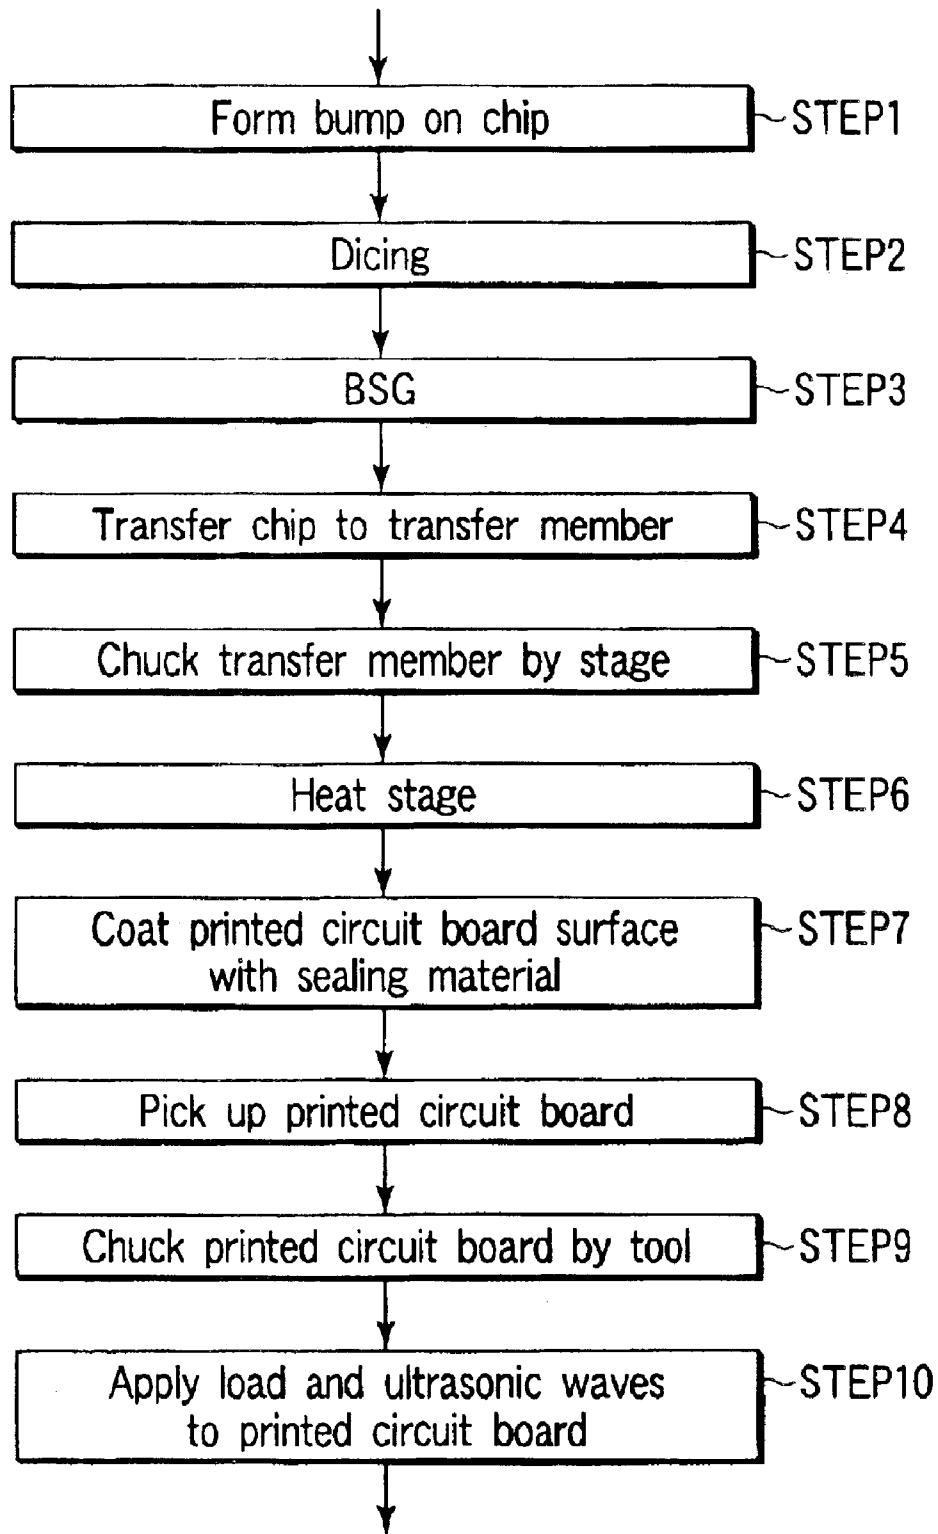 Form bump on chip STEP1
Dicing STEP2
BSG STEP3
Transfer chip to transfer member STEP4
Chuck transfer member by stage STEP5
Heat stage STEP6
Coat printed circuit board surface STEP7
with sealing material
Pick up printed circuit board STEP8
Chuck printed circuit board by tool STEP9
Apply load and ultrasonic waves STEP10
to printed circuit board